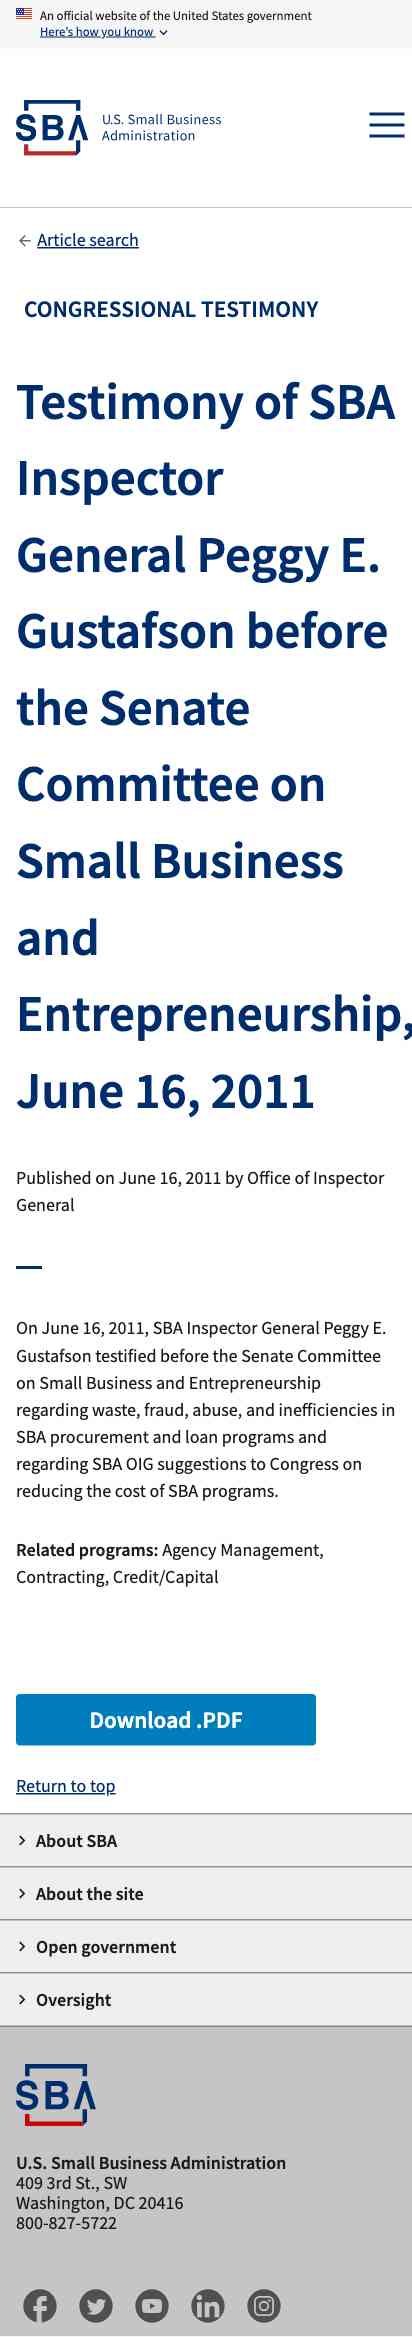 An official website of the United States government
Here's how you know
SBA
U.S. Small Business
Administration
Article search
CONGRESSIONAL TESTIMONY
Testimony of SBA
Inspector
General Peggy E.
Gustafson before
the Senate
Committee on
Small Business
and
Entrepreneurship,
June 16, 2011
Published on June 16, 2011 by Office of Inspector
General
On June 16, 2011, SBA Inspector General Peggy E.
Gustafson testified before the Senate Committee
on Small Business and Entrepreneurship
regarding waste, fraud, abuse, and inefficiencies in
SBA procurement and loan programs and
regarding SBA OIG suggestions to Congress on
reducing the cost of SBA programs.
Related programs: Agency Management,
Contracting, Credit/Capital
Download .PDF
Return to top
About SBA
About the site
Open government
Oversight
SBA
U.S. Small Business Administration
409 3rd St., SW
Washington, DC 20416
800-827-5722